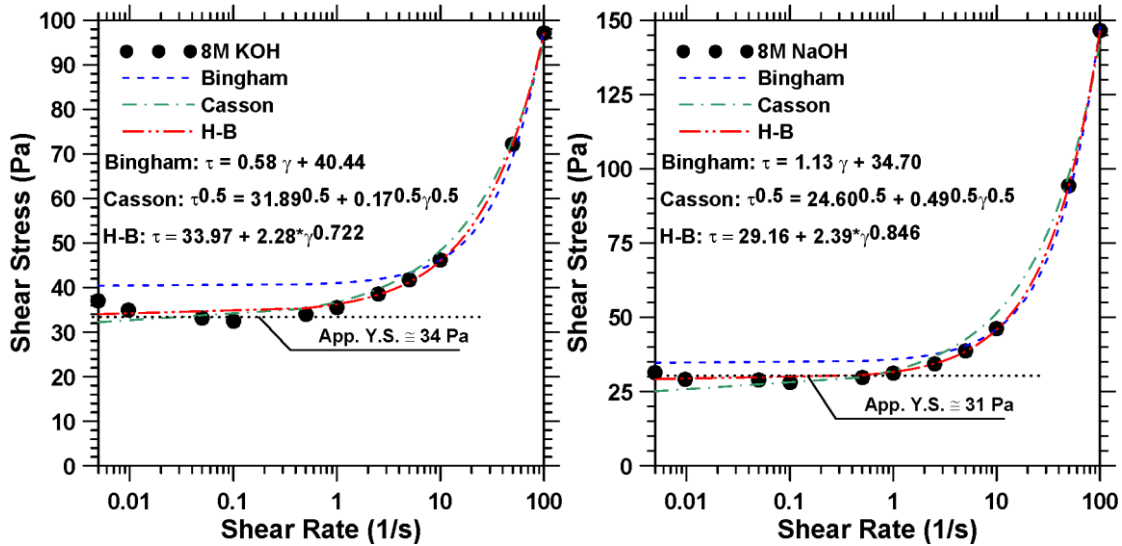 100
90
80
70
60
50
40
30
20
10
0
Shear Stress (Pa)
8M KOH
Bingham
Casson
H-B
Bingham: τ = 0.58 γ + 40.44
Casson: τ0.5 = 31.890.5 + 0.170.5γ0.5
H-B: τ = 33.97 + 2.28*γ0.722
App. Y.S. ≅ 34 Pa
0.01 0.1 1 10 100
Shear Rate (1/s)
150
125
100
75
50
25
0
Shear Stress (Pa)
8M NaOH
Bingham
Casson
H-B
Bingham: τ = 1.13 γ + 34.70
Casson: τ0.5 = 24.600.5 + 0.490.5γ0.5
H-B: τ = 29.16 + 2.39*γ0.846
App. Y.S. ≅ 31 Pa
0.01 0.1 1 10 100
Shear Rate (1/s)